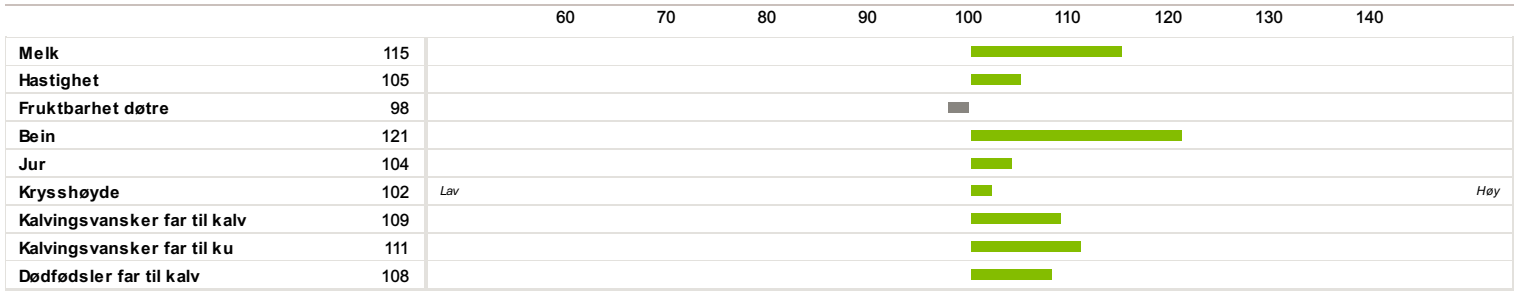 60 70 80 90 100 110 120 130 140
Melk 115
Hastighet 105
Fruktbarhet døtre 98
Bein 121
Jur 104
Krysshøyde 102 Lav Høy
Kalvingsvansker far til kalv 109
Kalvingsvansker far til ku 111
Dødfødsler far til kalv 108